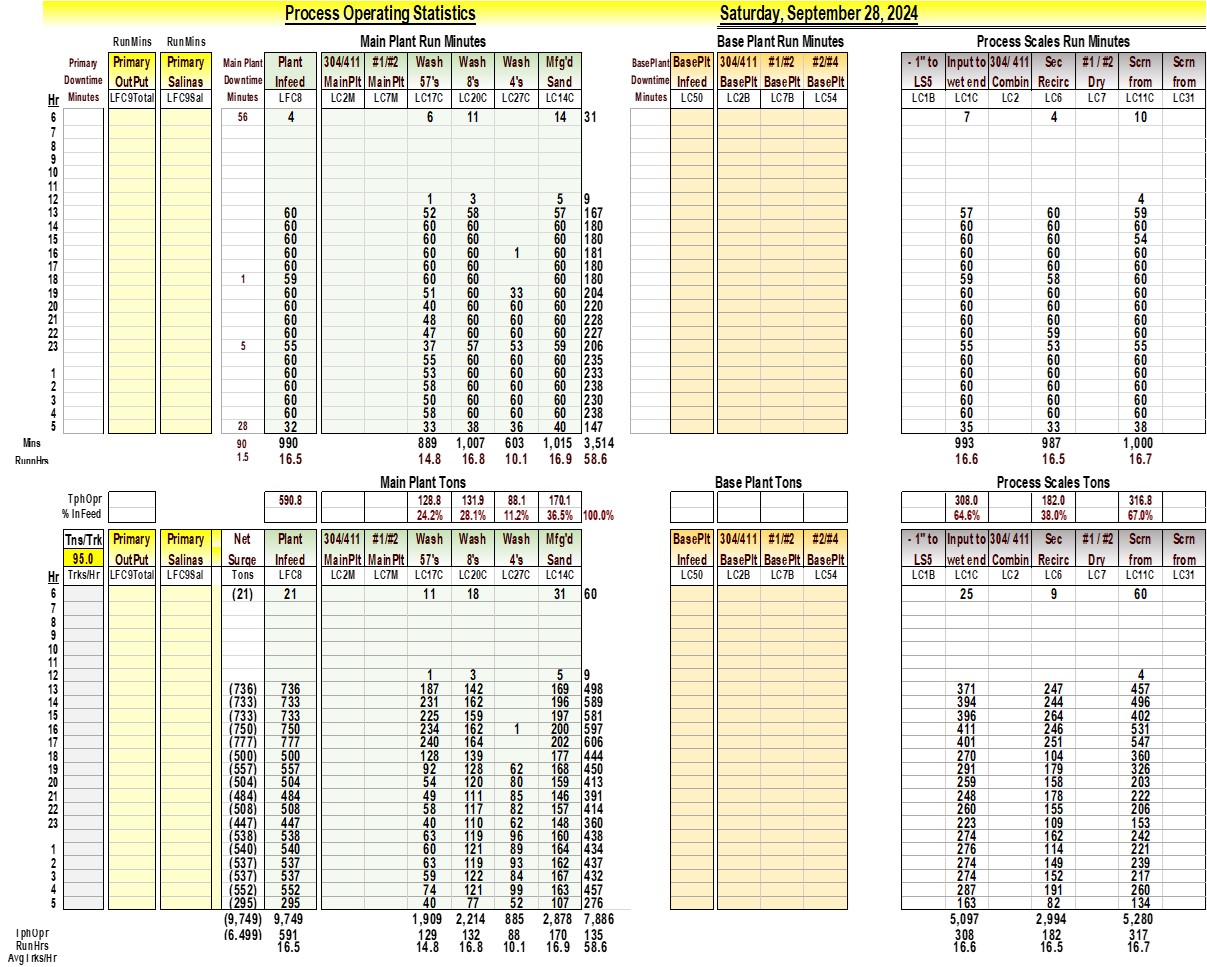 Process Operating Statistics Saturday, September 28, 2024
RunMins RunMins Main Plant Run Minutes Base Plant Run Minutes Process Scales Run Minutes
Primary Primary Primary Main Plant Plant 304/411 #1/#2 Wash Wash Wash Mfg'd BasePlant BasePlt 304/411 #1/#2 #2/#4 - 1" to Input to 304/ 411 Sec #1 / #2 Scrn Scrn
Downtime OutPut Salinas Downtime Infeed MainPlt MainPlt 57's 8's 4's Sand Downtime Infeed BasePlt BasePlt BasePlt LS5 wet end Combin Recirc Dry from from
Hr Minutes LFC9Total LFC9Sal Minutes LFC8 LC2M LC7M LC17C LC20C LC27C LC14C Minutes LC50 LC2B LC7B LC54 LC1B LC1C LC2 LC6 LC7 LC11C LC31
6 56 4 6 11 14 31 7 4 10
7
8
9
10
11
12 1 3 5 9 4
13 60 52 58 57 167 57 60 59
14 60 60 60 60 180 60 60 60
15 60 60 60 60 180 60 60 54
16 60 60 60 1 60 181 60 60 60
17 60 60 60 60 180 60 60 60
18 1 59 60 60 60 180 59 58 60
19 60 51 60 33 60 204 60 60 60
20 60 40 60 60 60 220 60 60 60
21 60 48 60 60 60 228 60 60 60
22 60 47 60 60 60 227 60 59 60
23 5 55 37 57 53 59 206 55 53 55
60 55 60 60 60 235 60 60 60
1 60 53 60 60 60 233 60 60 60
2 60 58 60 60 60 238 60 60 60
3 60 50 60 60 60 230 60 60 60
4 60 58 60 60 60 238 60 60 60
5 28 32 33 38 36 40 147 35 33 38
Mins 90 990 889 1,007 603 1,015 3,514 993 987 1,000
RunnHrs 1.5 16.5 14.8 16.8 10.1 16.9 58.6 16.6 16.5 16.7
Main Plant Tons Base Plant Tons Process Scales Tons
TphOpr 590.8 128.8 131.9 88.1 170.1 308.0 182.0 316.8
% InFeed 24.2% 28.1% 11.2% 36.5% 100.0% 64.6% 38.0% 67.0%
Tns/Trk Primary Primary Net Plant 304/411 #1/#2 Wash Wash Wash Mfg'd BasePlt 304/411 #1/#2 #2/#4 - 1" to Input to 304/ 411 Sec #1 / #2 Scrn Scrn
95.0 OutPut Salinas Surge Infeed MainPlt MainPlt 57's 8's 4's Sand Infeed BasePlt BasePlt BasePlt LS5 wet end Combin Recirc Dry from from
Hr Trks/Hr LFC9Total LFC9Sal Tons LFC8 LC2M LC7M LC17C LC20C LC27C LC14C LC50 LC2B LC7B LC54 LC1B LC1C LC2 LC6 LC7 LC11C LC31
6 (21) 21 11 18 31 60 25 9 60
7
8
9
10
11
12 1 3 5 9 4
13 (736) 736 187 142 169 498 371 247 457
14 (733) 733 231 162 196 589 394 244 496
15 (733) 733 225 159 197 581 396 264 402
16 (750) 750 234 162 1 200 597 411 246 531
17 (777) 777 240 164 202 606 401 251 547
18 (500) 500 128 139 177 444 270 104 360
19 (557) 557 92 128 62 168 450 291 179 326
20 (504) 504 54 120 80 159 413 259 158 203
21 (484) 484 49 111 85 146 391 248 178 222
22 (508) 508 58 117 82 157 414 260 155 206
23 (447) 447 40 110 62 148 360 223 109 153
(538) 538 63 119 96 160 438 274 162 242
1 (540) 540 60 121 89 164 434 276 114 221
2 (537) 537 63 119 93 162 437 274 149 239
3 (537) 537 59 122 84 167 432 274 152 217
4 (552) 552 74 121 99 163 457 287 191 260
5 (295) 295 40 77 52 107 276 163 82 134
(9,749) 9,749 1,909 2,214 885 2,878 7,886 5,097 2,994 5,280
TphOpr (6,499) 591 129 132 88 170 135 308 182 317
RunHrs 16.5 14.8 16.8 10.1 16.9 58.6 16.6 16.5 16.7
AvgTrks/Hr